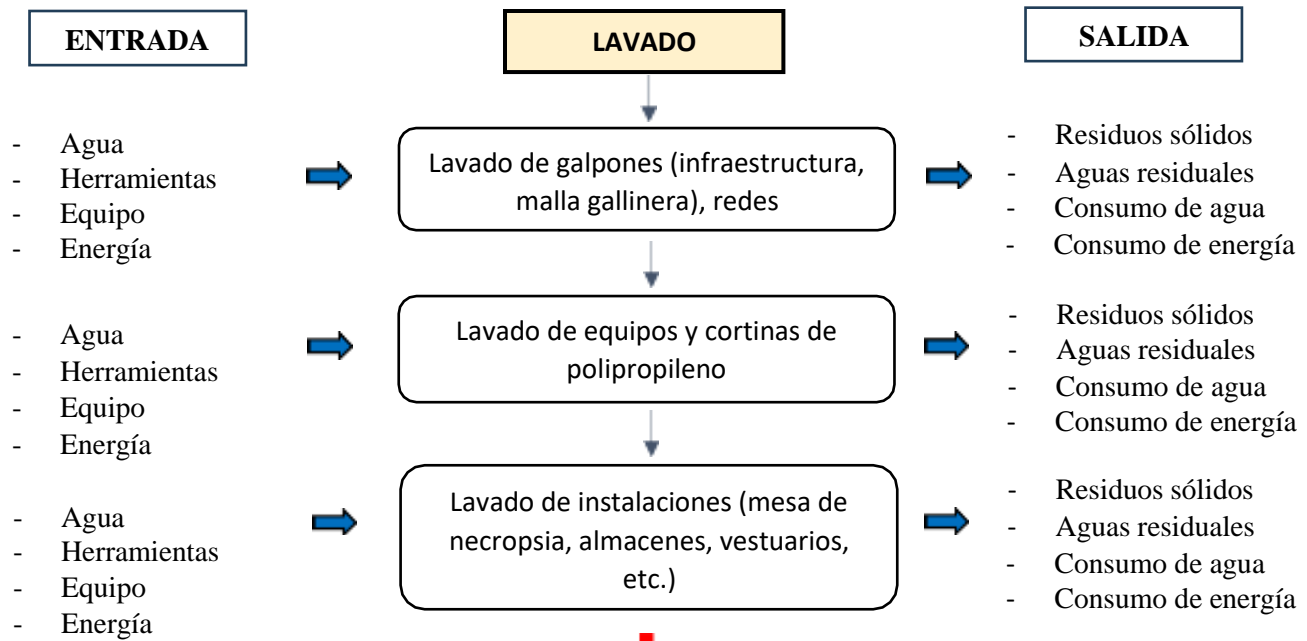 ENTRADA
LAVADO
SALIDA
- Agua
- Herramientas
- Equipo
- Energía
Lavado de galpones (infraestructura,
malla gallinera), redes
- Residuos sólidos
- Aguas residuales
- Consumo de agua
- Consumo de energía
- Agua
- Herramientas
- Equipo
- Energía
Lavado de equipos y cortinas de
polipropileno
- Residuos sólidos
- Aguas residuales
- Consumo de agua
- Consumo de energía
- Agua
- Herramientas
- Equipo
- Energía
Lavado de instalaciones (mesa de
necropsia, almacenes, vestuarios,
etc.)
- Residuos sólidos
- Aguas residuales
- Consumo de agua
- Consumo de energía